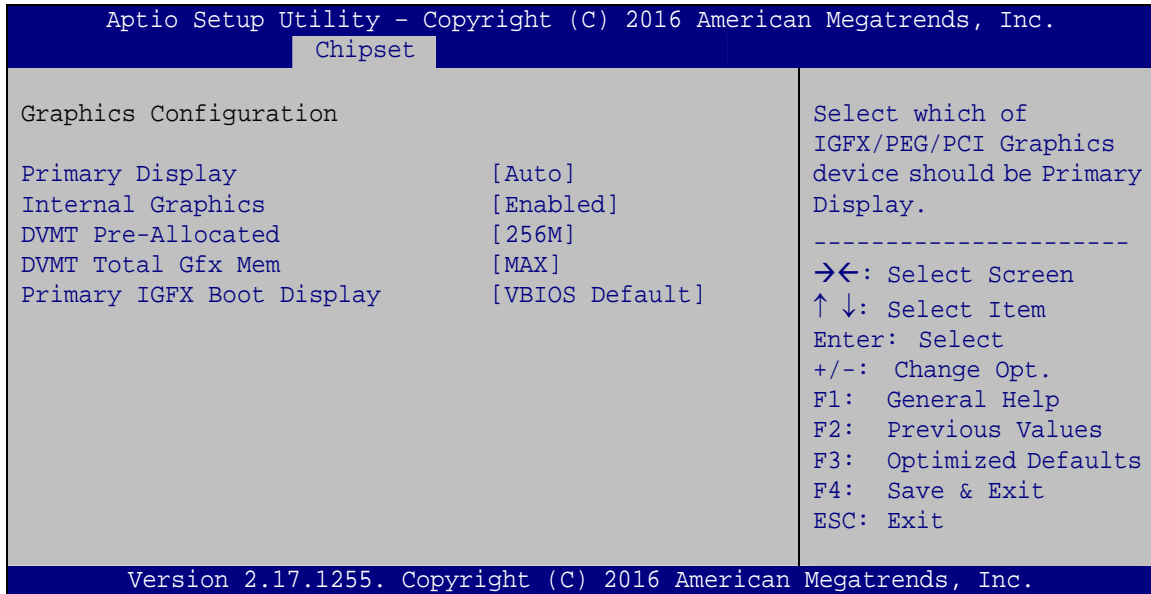 Aptio Setup Utility – Copyright (C) 2016 American Megatrends, Inc.
Chipset
Graphics Configuration
Primary Display [Auto]
Internal Graphics [Enabled]
DVMT Pre-Allocated [256M]
DVMT Total Gfx Mem [MAX]
Primary IGFX Boot Display [VBIOS Default]
Select which of
IGFX/PEG/PCI Graphics
device should be Primary
Display.
----------------------
→←: Select Screen
↑ ↓: Select Item
Enter: Select
+/-: Change Opt.
F1: General Help
F2: Previous Values
F3: Optimized Defaults
F4: Save & Exit
ESC: Exit
Version 2.17.1255. Copyright (C) 2016 American Megatrends, Inc.